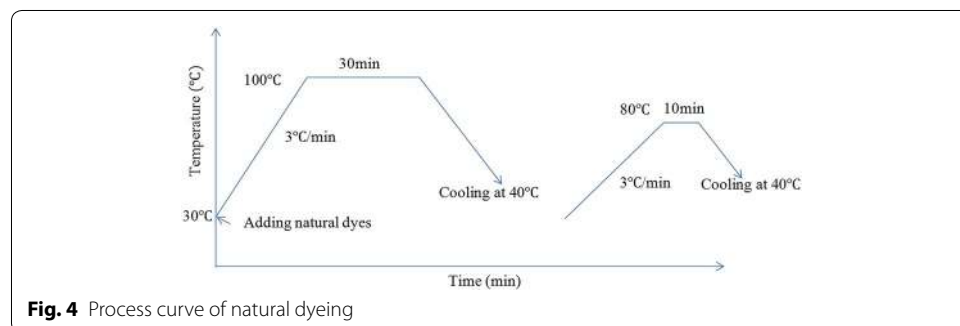 30min
100°C
80°C 10min
3°C/min
3°C/min
Cooling at 40°C
Cooling at 40°C
30°C
Adding natural dyes
Temperature (°C)
Time (min)
Fig. 4 Process curve of natural dyeing